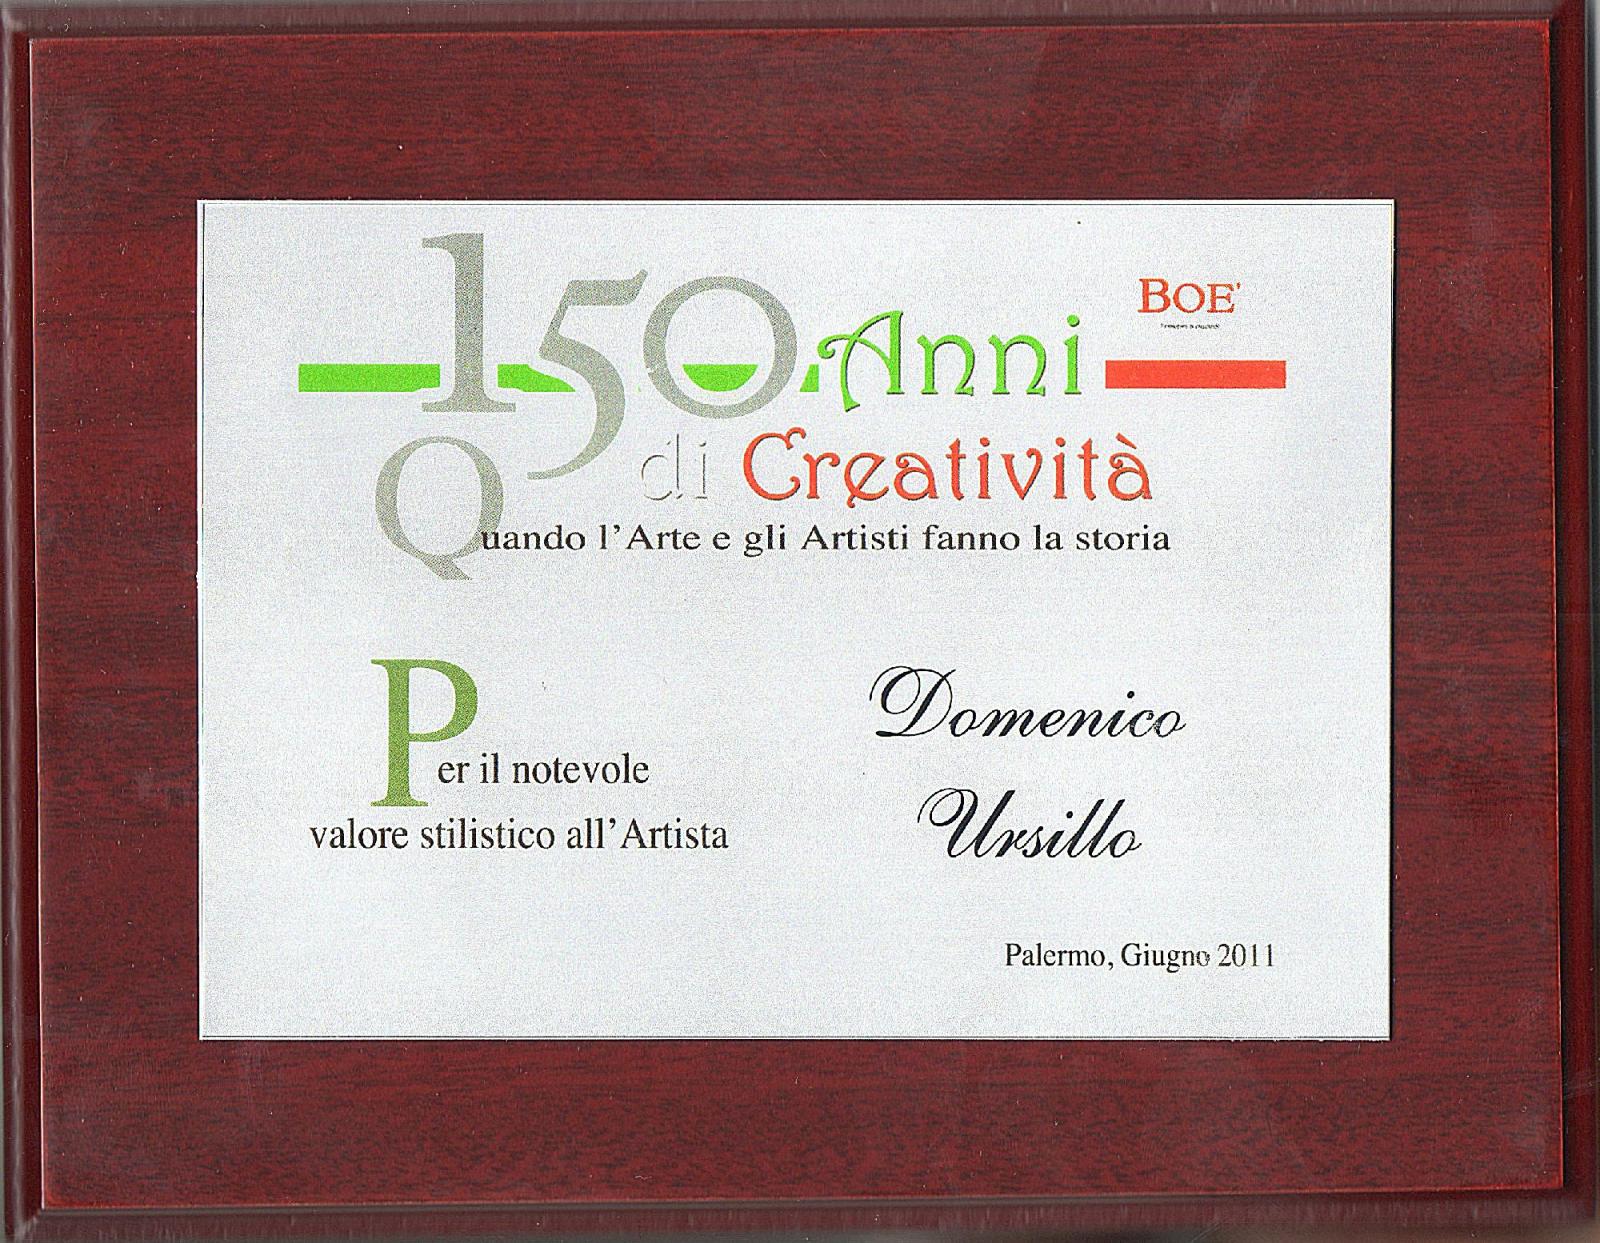 BOE'
150 Anni
di Creatività
Quando l'Arte e gli Artisti fanno la storia
Per il notevole
valore stilistico all'Artista
Domenico
Ursillo
Palermo, Giugno 2011